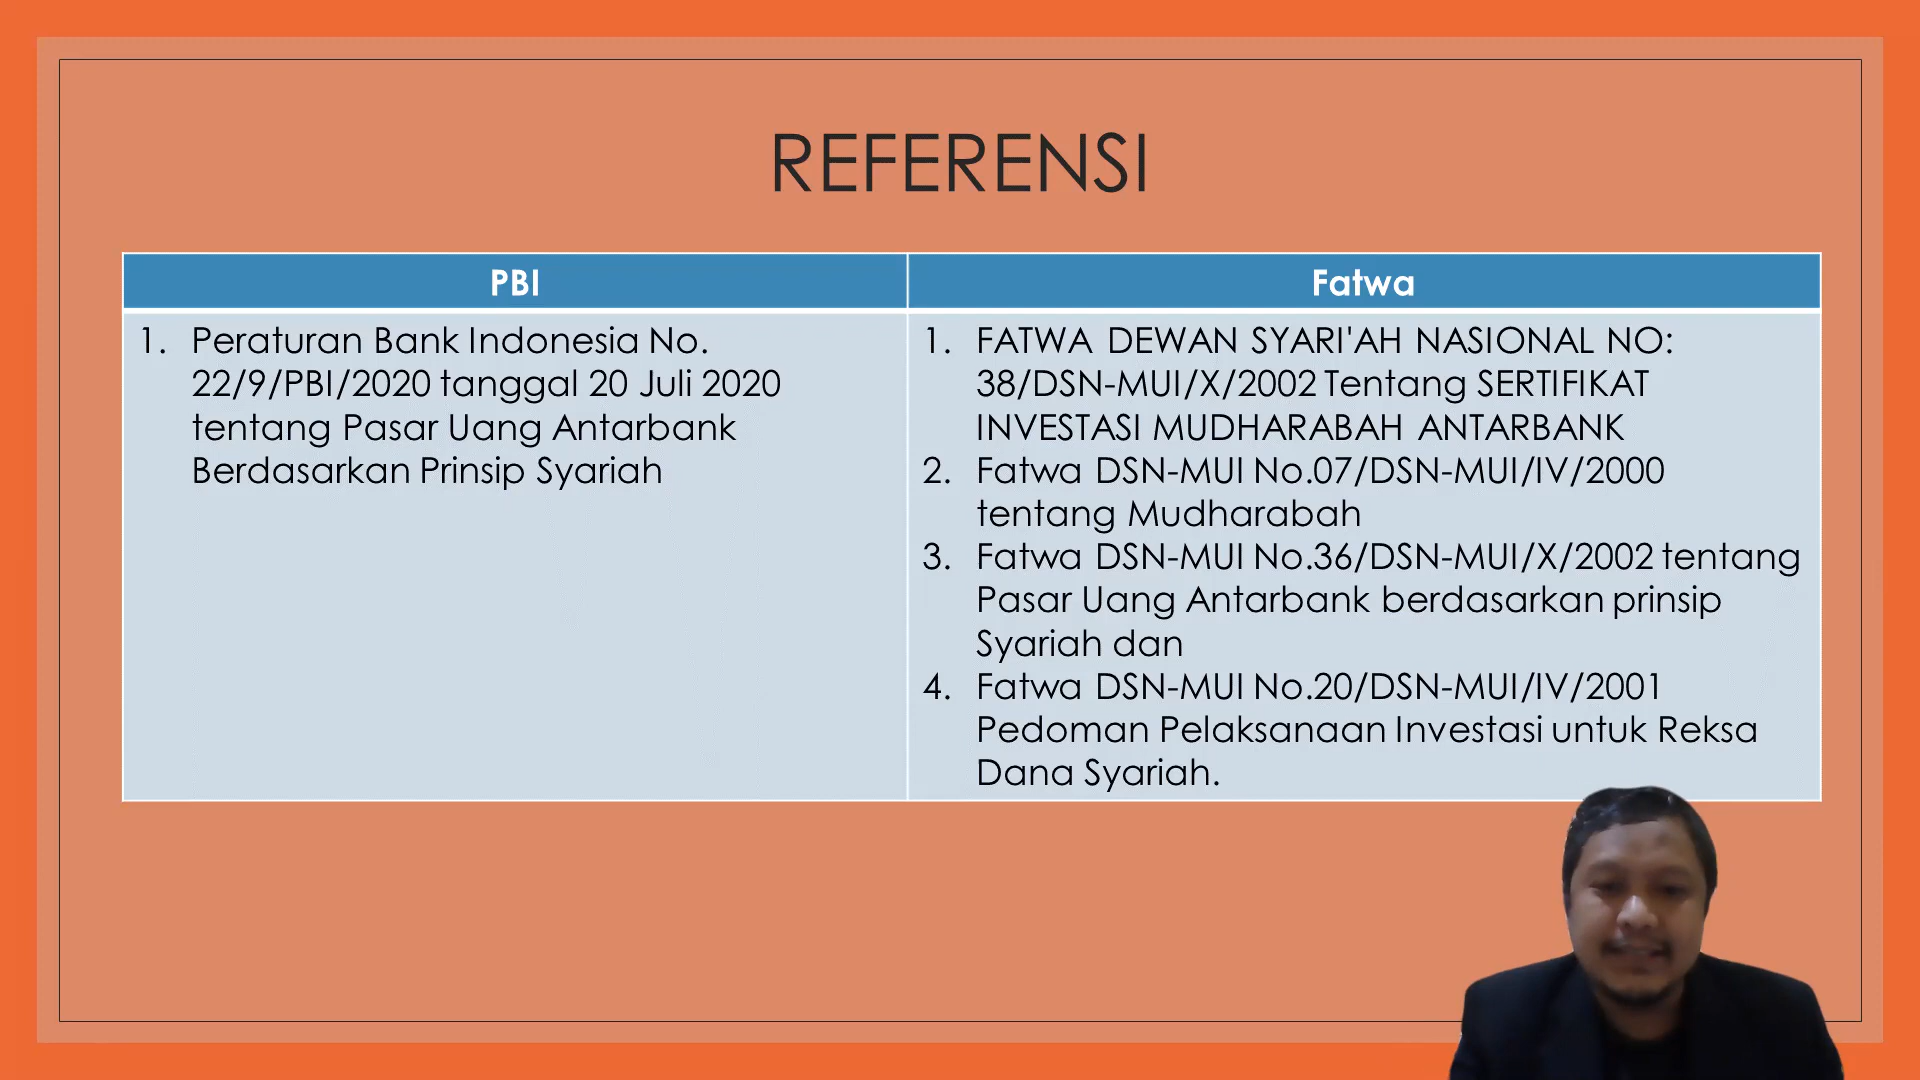 REFERENSI
PBI
Fatwa
1. Peraturan Bank Indonesia No.
22/9/PBI/2020 tanggal 20 Juli 2020
tentang Pasar Uang Antarbank
Berdasarkan Prinsip Syariah
1. FATWA DEWAN SYARI'AH NASIONAL NO:
38/DSN-MUI/X/2002 Tentang SERTIFIKAT
INVESTASI MUDHARABAH ANTARBANK
2. Fatwa DSN-MUI No.07/DSN-MUI/IV/2000
tentang Mudharabah
3. Fatwa DSN-MUI No.36/DSN-MUI/X/2002 tentang
Pasar Uang Antarbank berdasarkan prinsip
Syariah dan
4. Fatwa DSN-MUI No.20/DSN-MUI/IV/2001
Pedoman Pelaksanaan Investasi untuk Reksa
Dana Syariah.